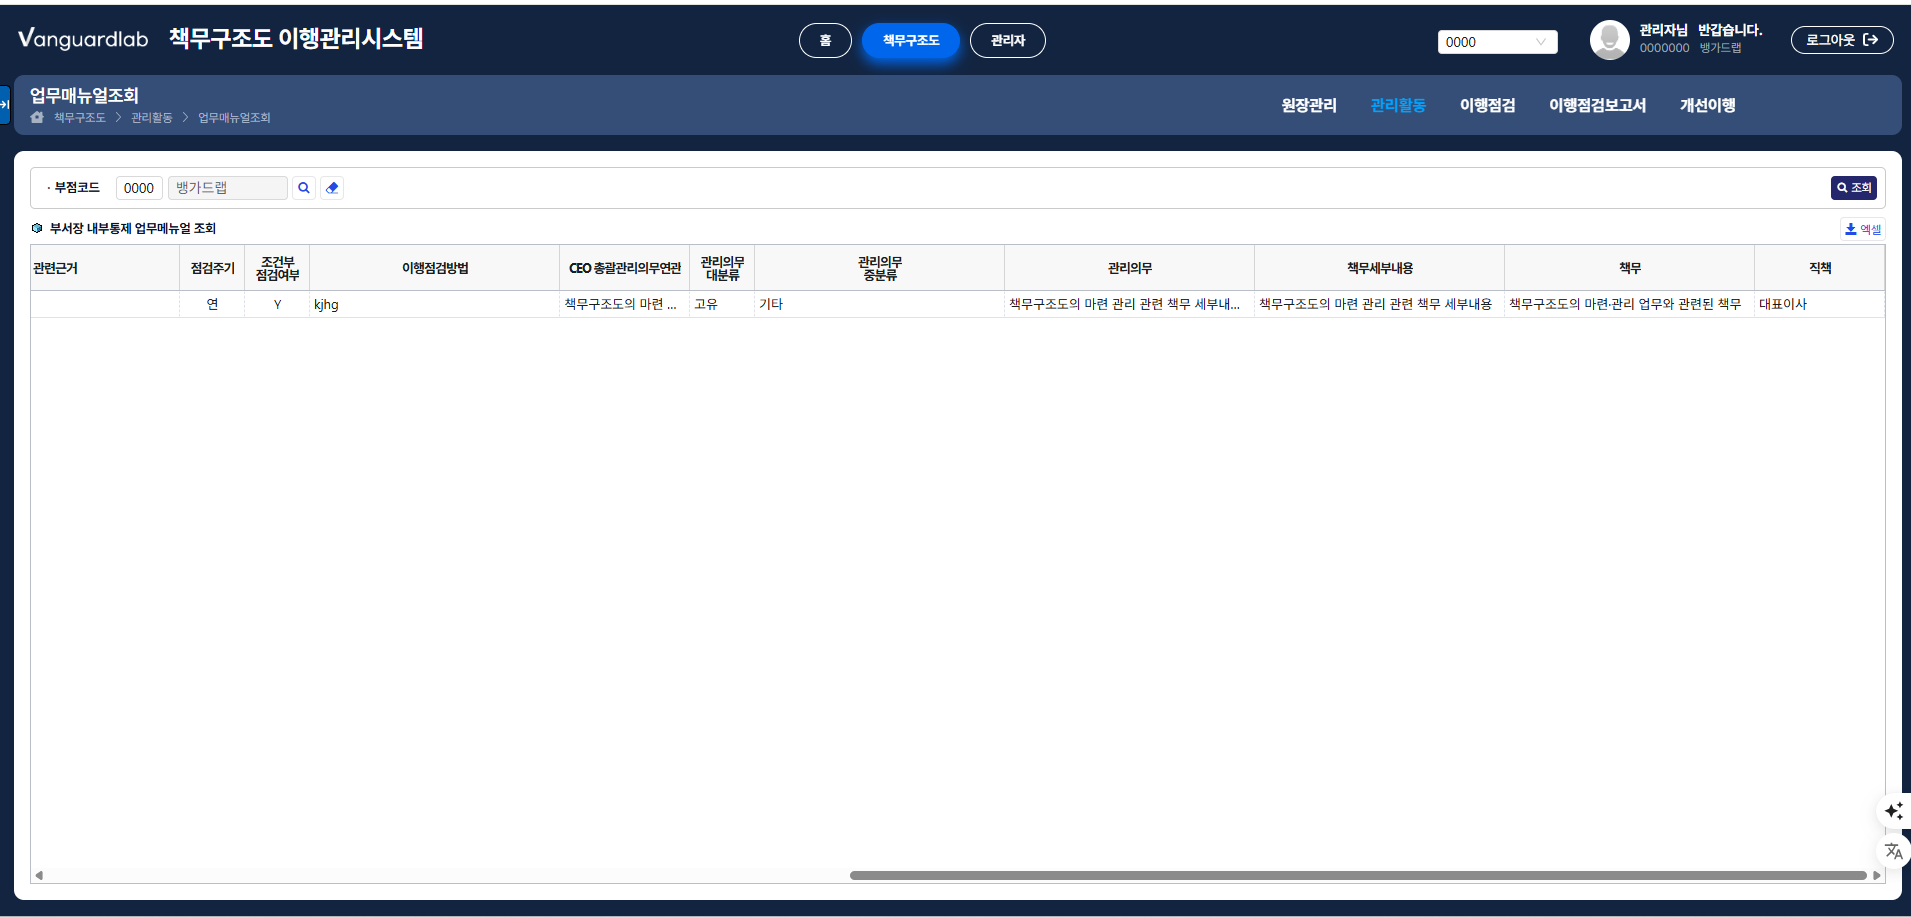 Vanguardlab 책무구조도 이행관리시스템
홈 책무구조도 관리자
0000
관리자님 반갑습니다.
0000000 뱅가드랩
로그아웃
업무매뉴얼조회
책무구조도 > 관리활동 > 업무매뉴얼조회
원장관리 관리활동 이행점검 이행점검보고서 개선이행
· 부점코드 0000 뱅가드랩
조회
부서장 내부통제 업무메뉴얼 조회
엑셀
관련근거 점검주기 조건부 점검여부 이행점검방법 CEO 총괄관리의무연관 관리의무 대분류 관리의무 중분류 관리의무 책무세부내용 책무 직책
연 Y kjhg 책무구조도의 마련 ... 고유 기타 책무구조도의 마련 관리 관련 책무 세부내... 책무구조도의 마련 관리 관련 책무 세부내용 책무구조도의 마련·관리 업무와 관련된 책무 대표이사